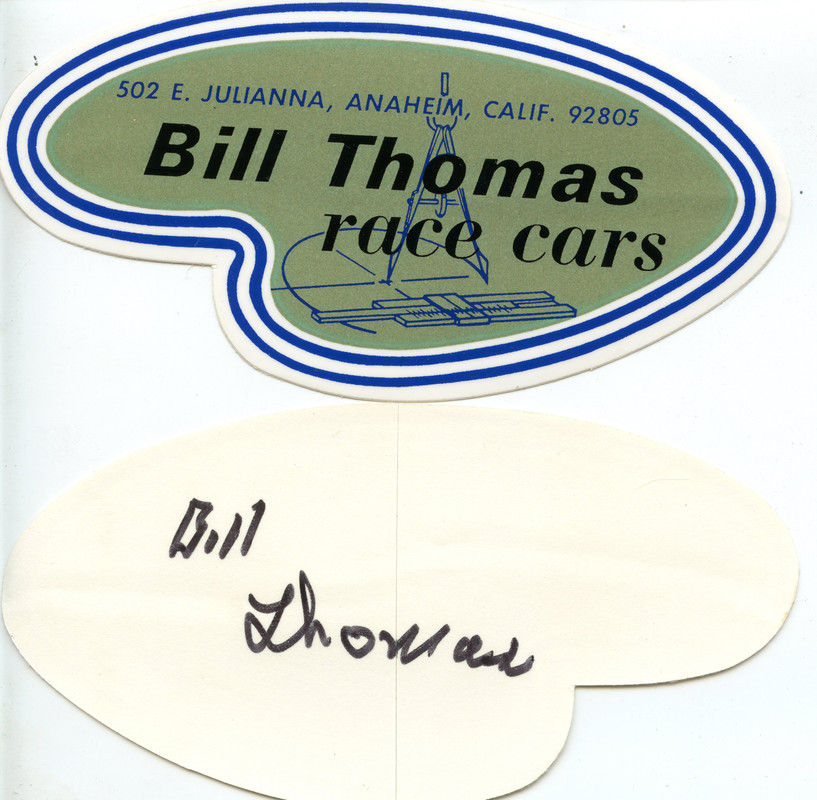 502 E. JULIANNA, ANAHEIM, CALIF. 92805
Bill Thomas
race cars
Bill
Thomas